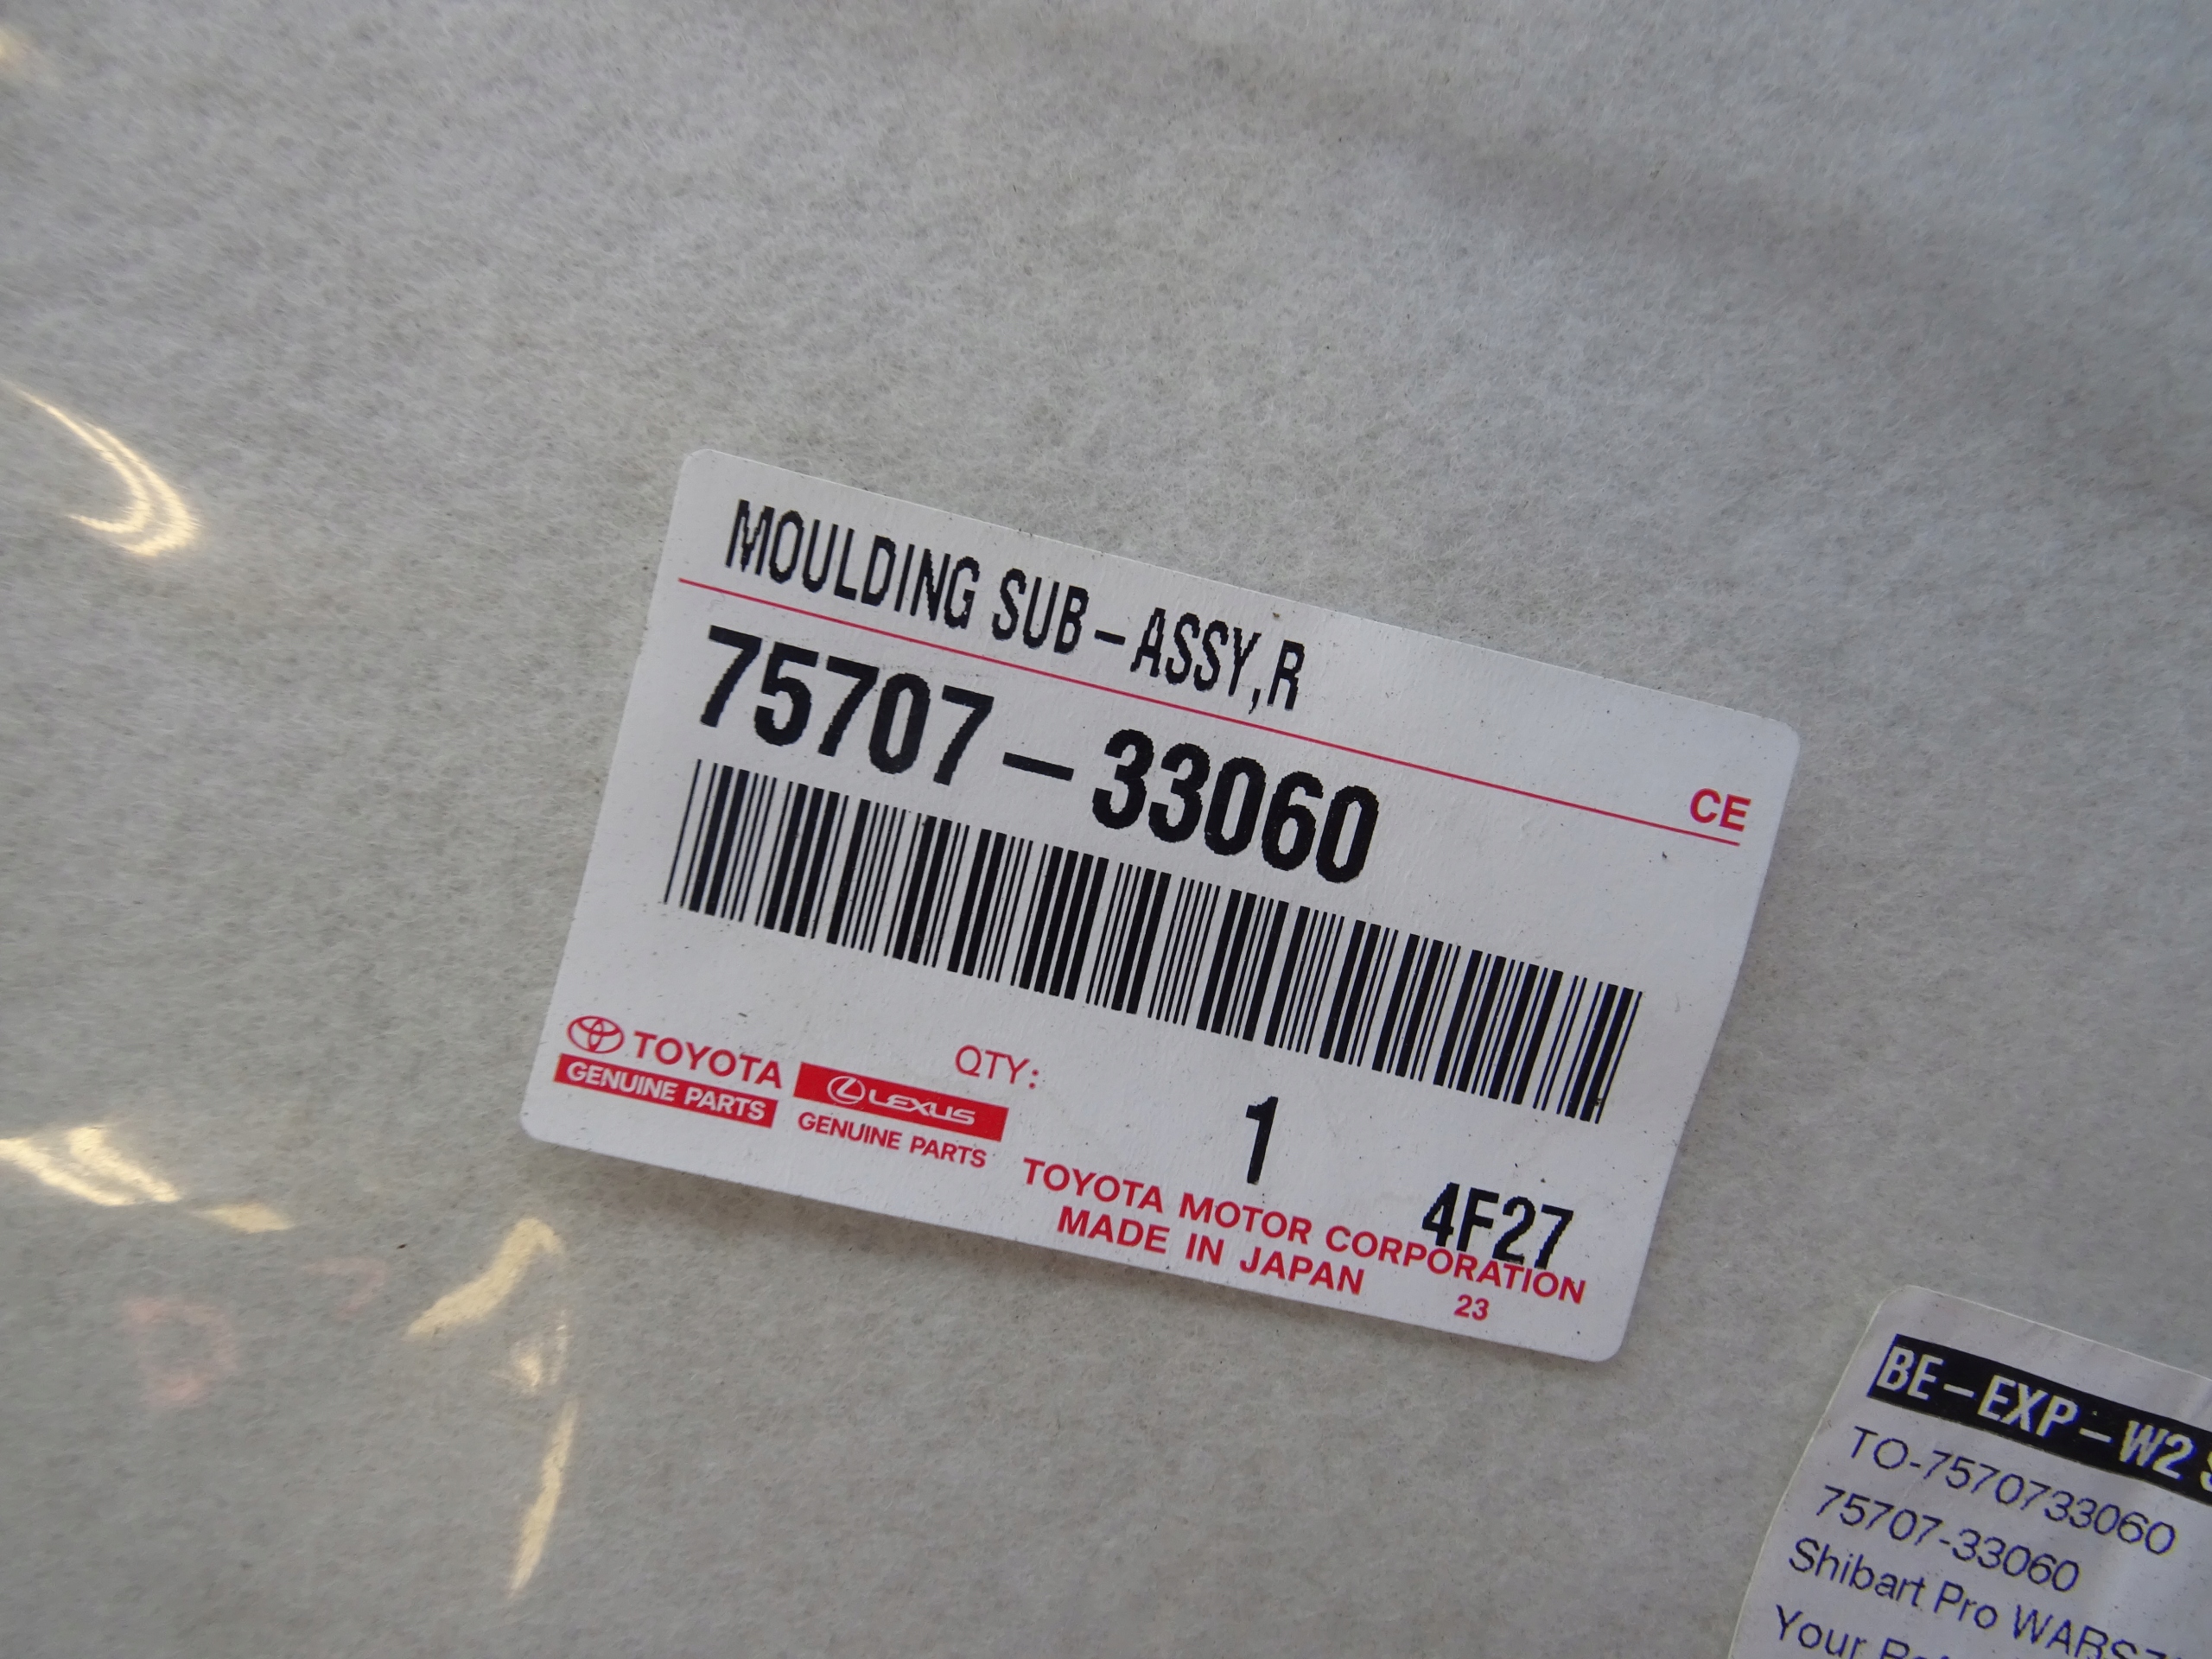 MOULDING SUB-ASSY,R
CE
75707-33060
TOYOTA
GENUINE PARTS
LEXUS
GENUINE PARTS
QTY:
1
4F27
TOYOTA MOTOR CORPORATION
MADE IN JAPAN
23
BE-EXP-W2
TO-7570733060
75707-33060
Shibart Pro
Your